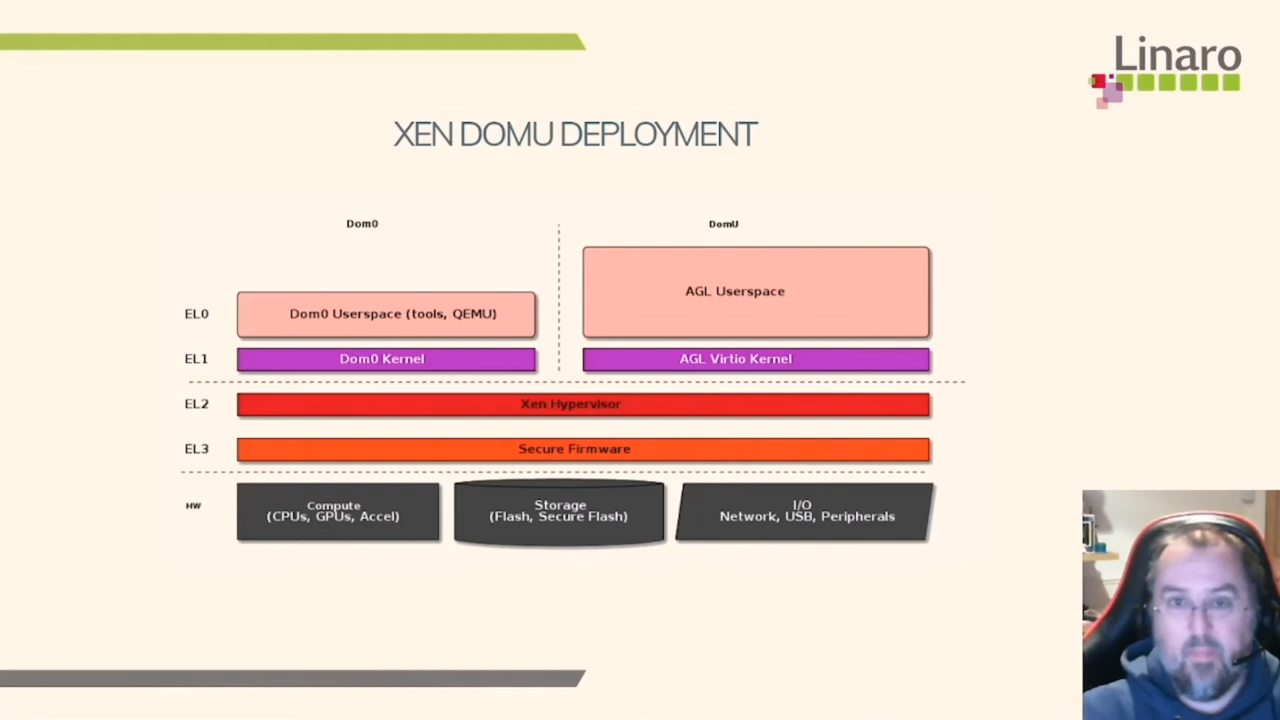 Linaro
XEN DOMU DEPLOYMENT
Dom0
DomU
AGL Userspace
EL0
Dom0 Userspace (tools, QEMU)
EL1
Dom0 Kernel
AGL Virtio Kernel
EL2
Xen Hypervisor
EL3
Secure Firmware
HW
Compute
(CPUs, GPUs, Accel)
Storage
(Flash, Secure Flash)
I/O
Network, USB, Peripherals